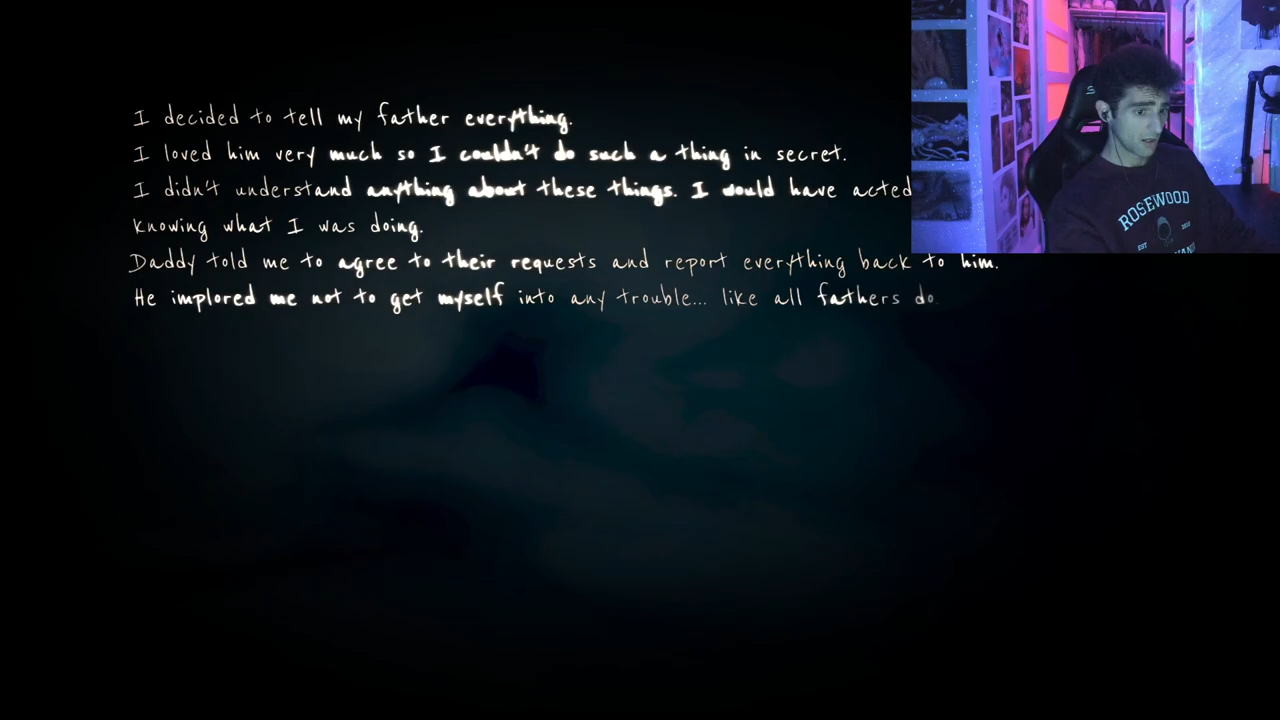 I decided to tell my father everything.
I loved him very much so I couldn't do such a thing in secret.
I didn't understand anything about these things. I would have acted
knowing what I was doing.
Daddy told me to agree to their requests and report everything back to him.
He implored me not to get myself into any trouble... like all fathers do.
ROSEWOOD
EST